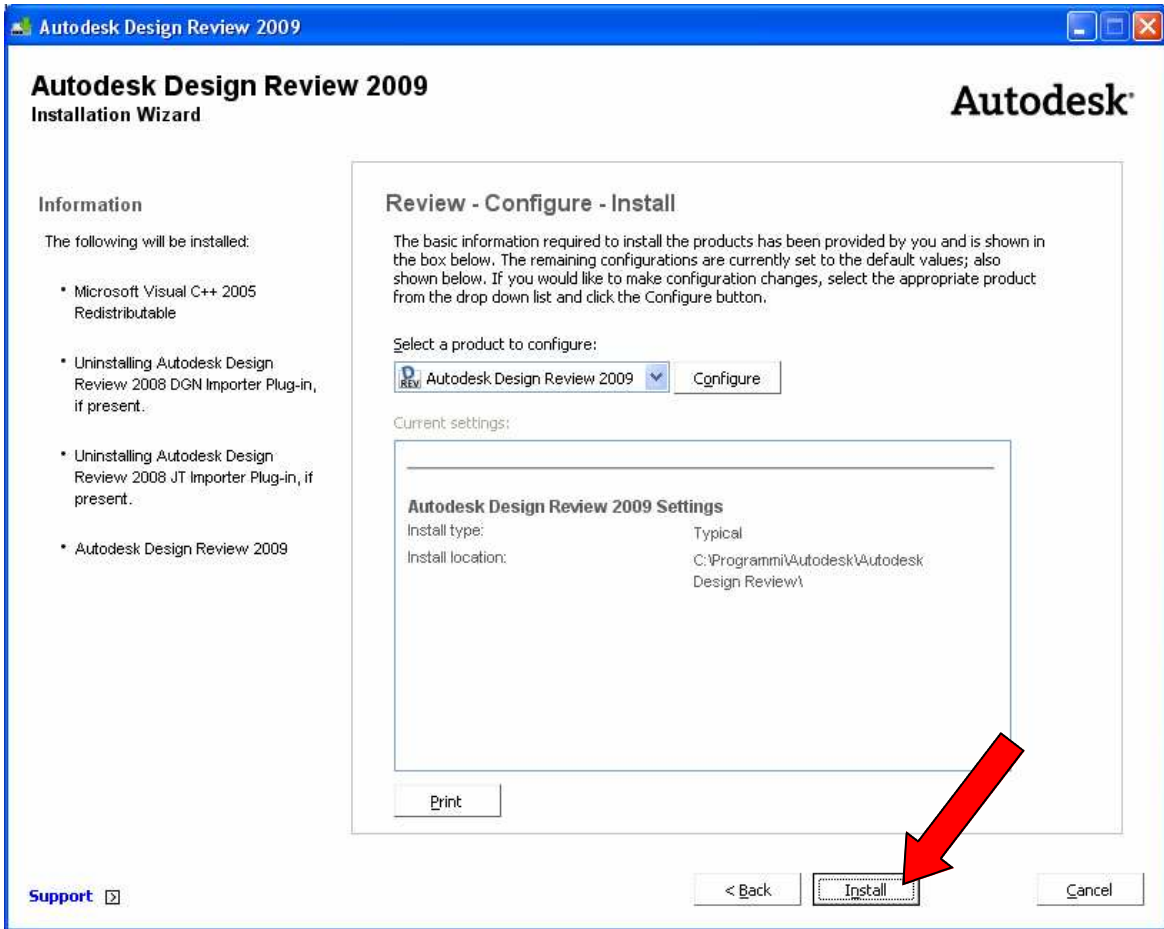 Autodesk Design Review 2009
Autodesk Design Review 2009
Installation Wizard
Autodesk
Information
The following will be installed:
• Microsoft Visual C++ 2005
Redistributable
• Uninstalling Autodesk Design
Review 2008 DGN Importer Plug-in,
if present.
• Uninstalling Autodesk Design
Review 2008 JT Importer Plug-in, if
present.
• Autodesk Design Review 2009
Review - Configure - Install
The basic information required to install the products has been provided by you and is shown in
the box below. The remaining configurations are currently set to the default values; also
shown below. If you would like to make configuration changes, select the appropriate product
from the drop down list and click the Configure button.
Select a product to configure:
REV Autodesk Design Review 2009 Configure
Current settings:
Autodesk Design Review 2009 Settings
Install type: Typical
Install location: C:\Programmi\Autodesk\Autodesk
Design Review\
Print
Support
< Back Install Cancel